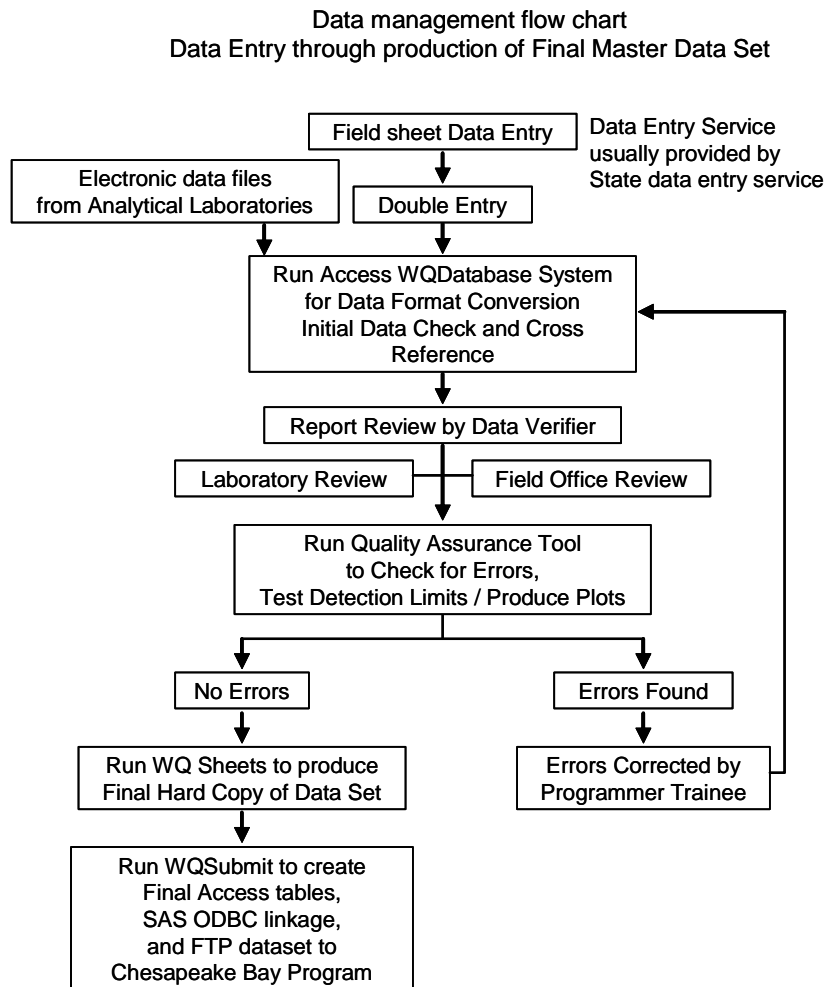 Data management flow chart
Data Entry through production of Final Master Data Set
Field sheet Data Entry
Data Entry Service
usually provided by
State data entry service
Electronic data files
from Analytical Laboratories
Double Entry
Run Access WQDatabase System
for Data Format Conversion
Initial Data Check and Cross
Reference
Report Review by Data Verifier
Laboratory Review
Field Office Review
Run Quality Assurance Tool
to Check for Errors,
Test Detection Limits / Produce Plots
No Errors
Errors Found
Run WQ Sheets to produce
Final Hard Copy of Data Set
Errors Corrected by
Programmer Trainee
Run WQSubmit to create
Final Access tables,
SAS ODBC linkage,
and FTP dataset to
Chesapeake Bay Program